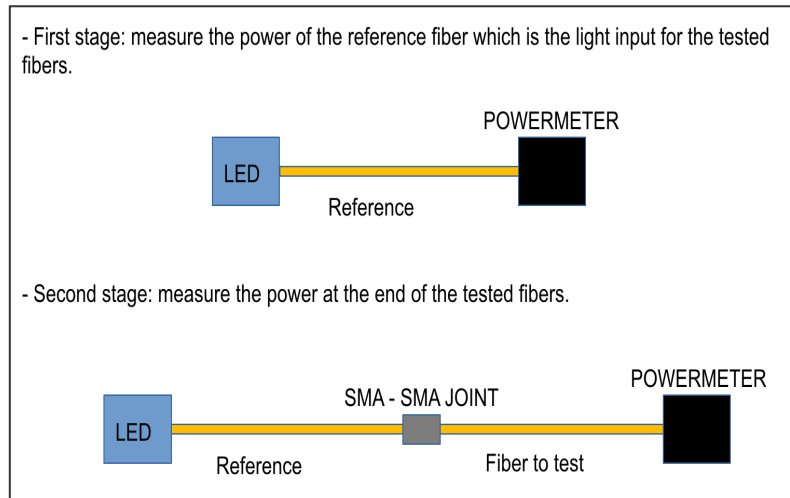 - First stage: measure the power of the reference fiber which is the light input for the tested
fibers.
POWERMETER
LED
Reference
- Second stage: measure the power at the end of the tested fibers.
POWERMETER
SMA - SMA JOINT
LED
Reference
Fiber to test